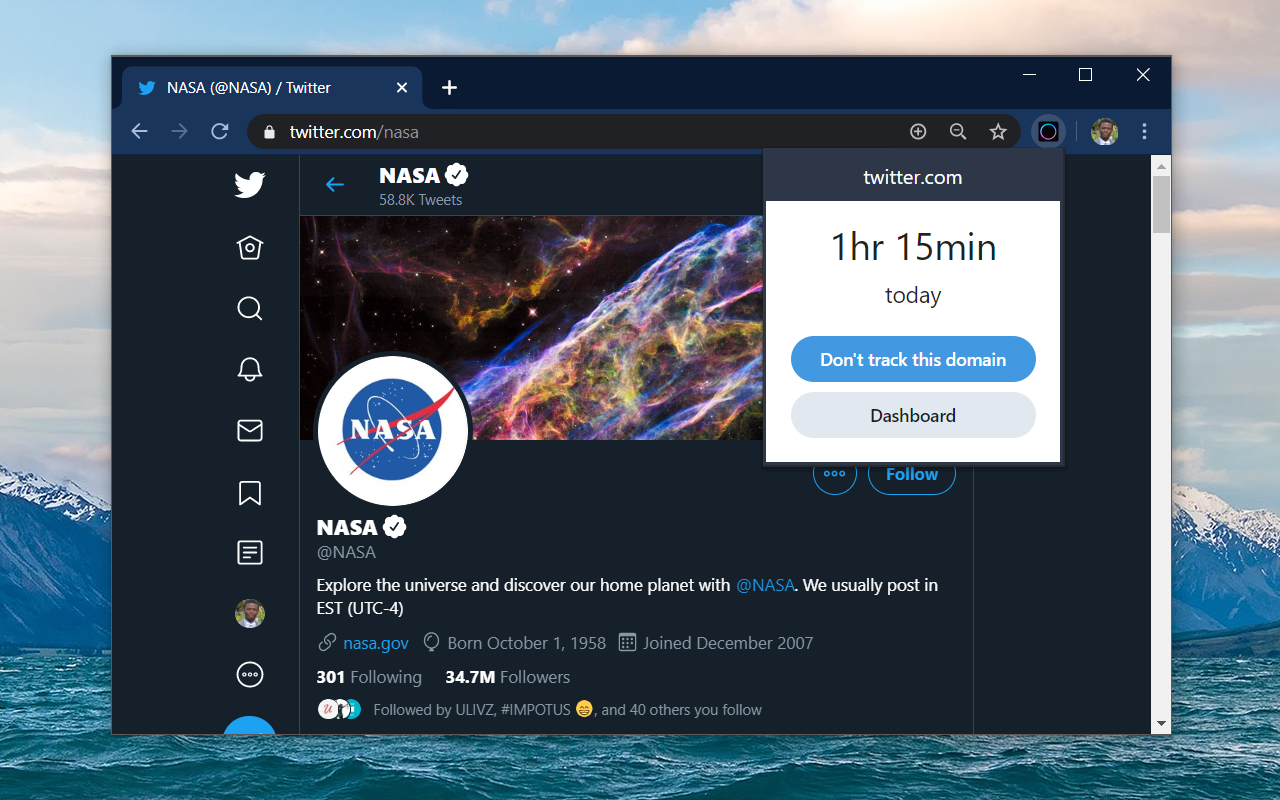 NASA (@NASA) / Twitter
twitter.com/nasa
NASA
58.8K Tweets
twitter.com
1hr 15min
today
Don't track this domain
Dashboard
NASA
Follow
NASA
@NASA
Explore the universe and discover our home planet with @NASA. We usually post in
EST (UTC-4)
nasa.gov Born October 1, 1958 Joined December 2007
301 Following 34.7M Followers
Followed by ULIVZ, #IMPOTUS 😁, and 40 others you follow